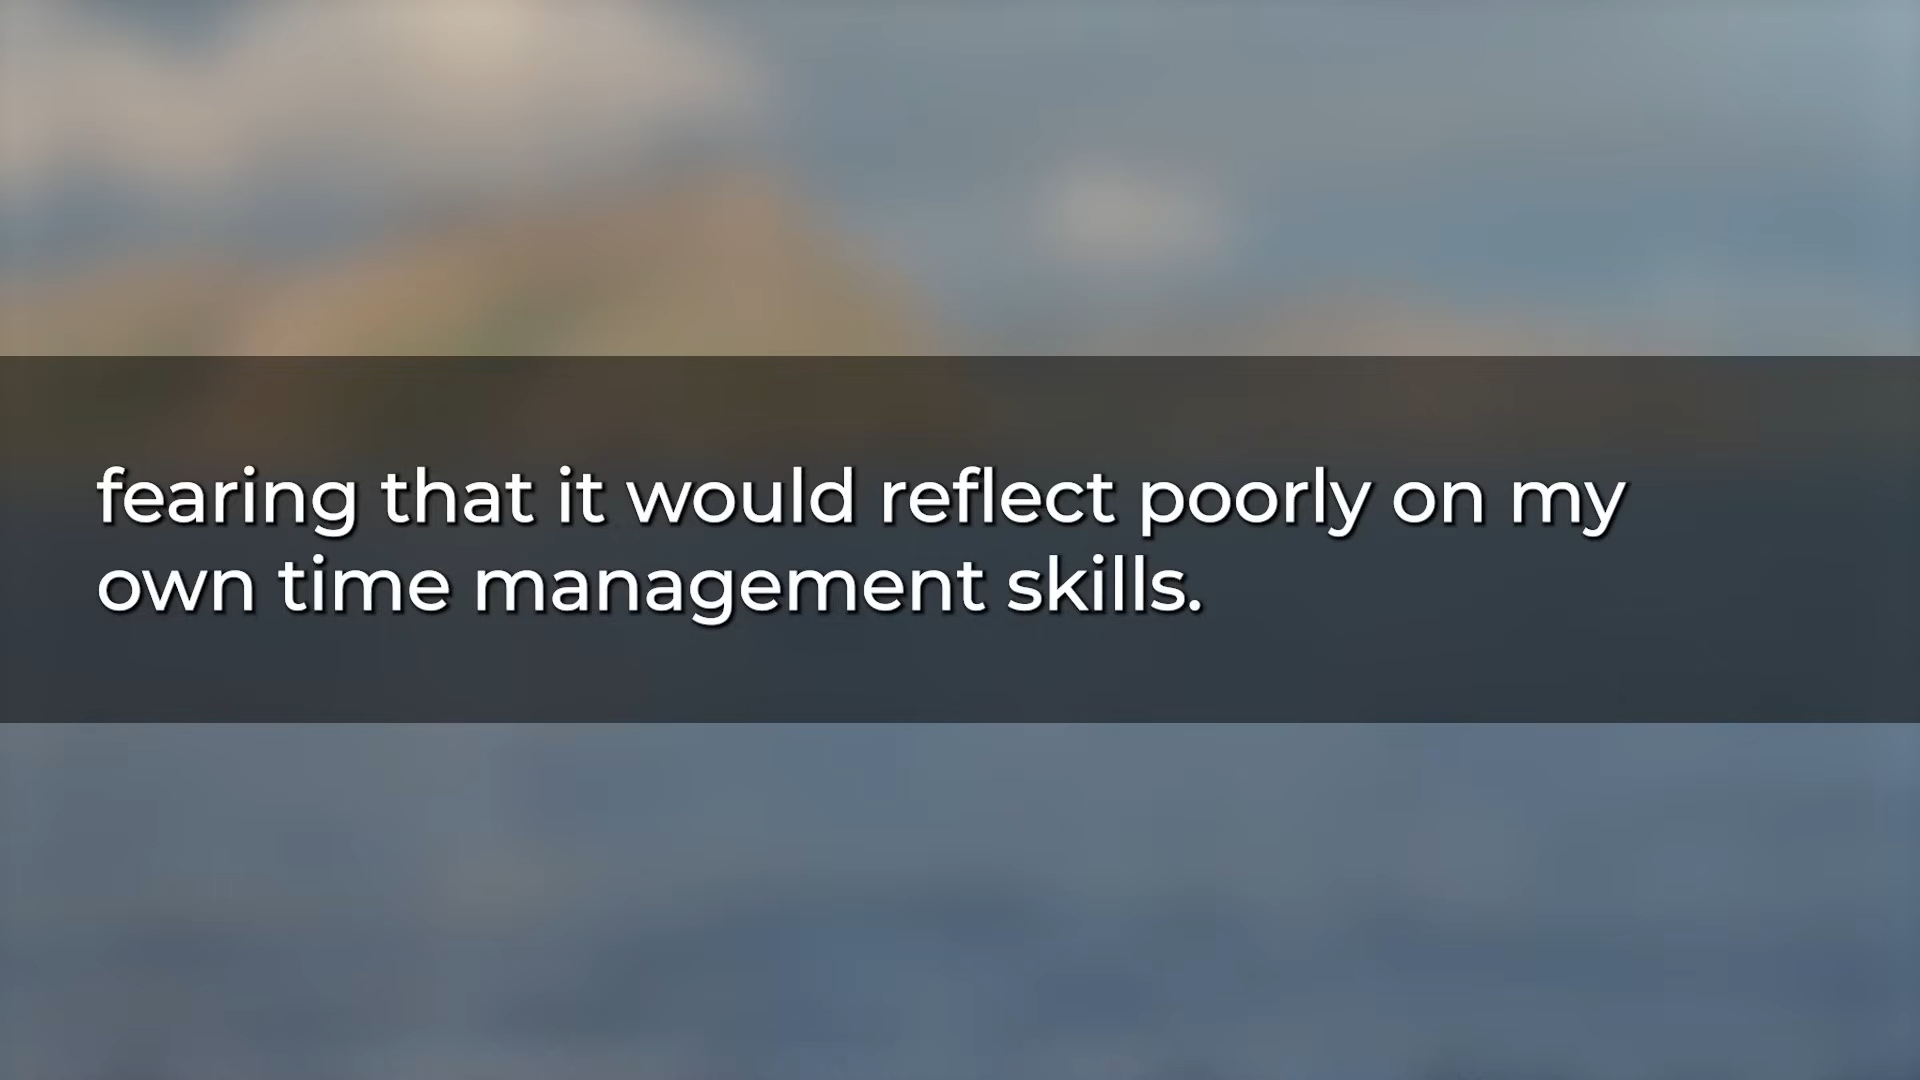 fearing that it would reflect poorly on my
own time management skills.